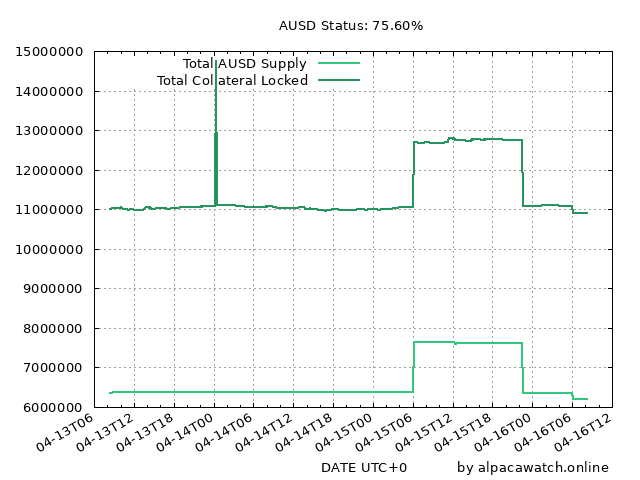 AUSD Status: 75.60%
15000000
14000000
13000000
12000000
11000000
10000000
9000000
8000000
7000000
6000000
Total AUSD Supply
Total Collateral Locked
04-13T06
04-13T12
04-13T18
04-14T00
04-14T06
04-14T12
04-14T18
04-15T00
04-15T06
04-15T12
04-15T18
04-16T00
04-16T06
04-16T12
DATE UTC+0
by alpacawatch.online